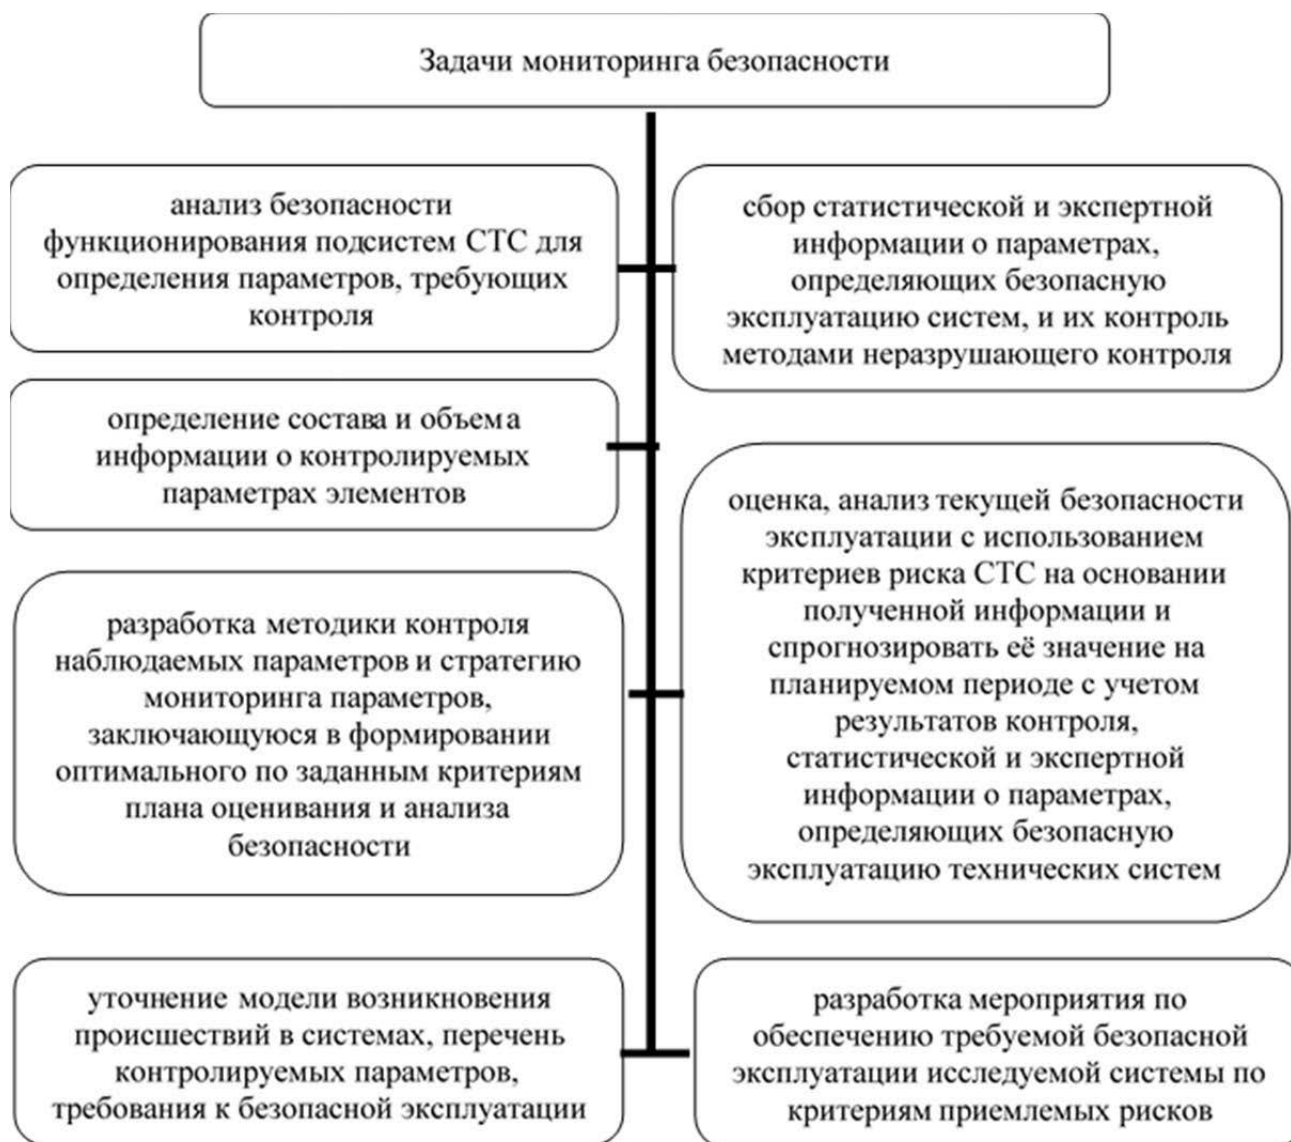 Задачи мониторинга безопасности
анализ безопасности
функционирования подсистем СТС для
определения параметров, требующих
контроля
сбор статистической и экспертной
информации о параметрах,
определяющих безопасную
эксплуатацию систем, и их контроль
методами неразрушающего контроля
определение состава и объема
информации о контролируемых
параметрах элементов
оценка, анализ текущей безопасности
эксплуатации с использованием
критериев риска СТС на основании
полученной информации и
спрогнозировать её значение на
планируемом периоде с учетом
результатов контроля,
статистической и экспертной
информации о параметрах,
определяющих безопасную
эксплуатацию технических систем
разработка методики контроля
наблюдаемых параметров и стратегию
мониторинга параметров,
заключающуюся в формировании
оптимального по заданным критериям
плана оценивания и анализа
безопасности
уточнение модели возникновения
происшествий в системах, перечень
контролируемых параметров,
требования к безопасной эксплуатации
разработка мероприятия по
обеспечению требуемой безопасной
эксплуатации исследуемой системы по
критериям приемлемых рисков